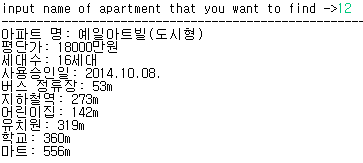 input name of apartment that you want to find ->12
아파트 명: 예일아트빌(도시형)
평단가: 18000만원
세대수: 16세대
사용승인일: 2014.10.08.
버스 정류장: 53m
지하철역: 273m
어린이집: 142m
유치원: 319m
학교: 360m
마트: 556m